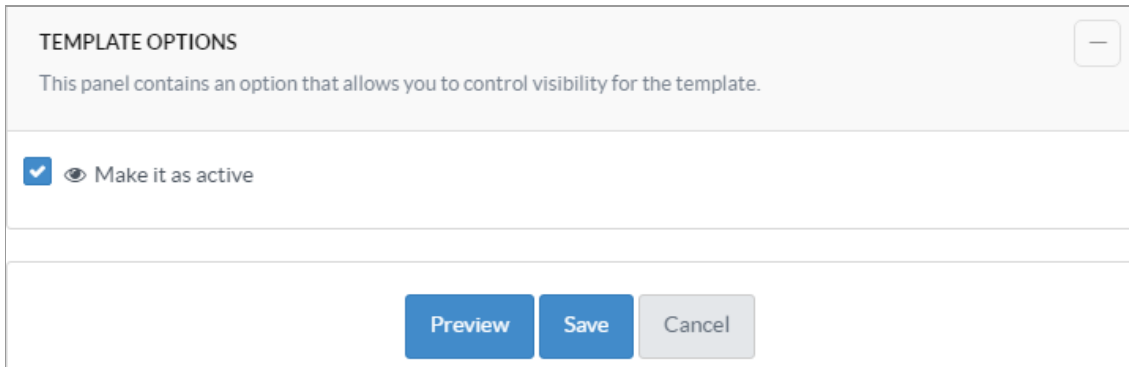 TEMPLATE OPTIONS
This panel contains an option that allows you to control visibility for the template.
Make it as active
Preview Save Cancel